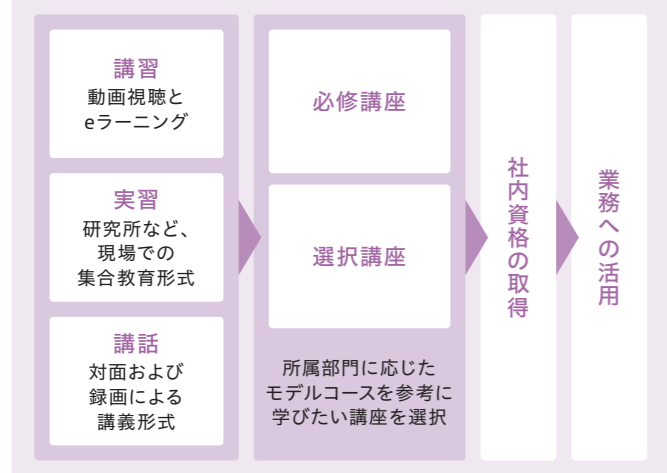 講習
動画視聴と
eラーニング
実習
研究所など、
現場での
集合教育形式
講話
対面および
録画による
講義形式
必修講座
選択講座
所属部門に応じた
モデルコースを参考に
学びたい講座を選択
社内資格の取得
業務への活用